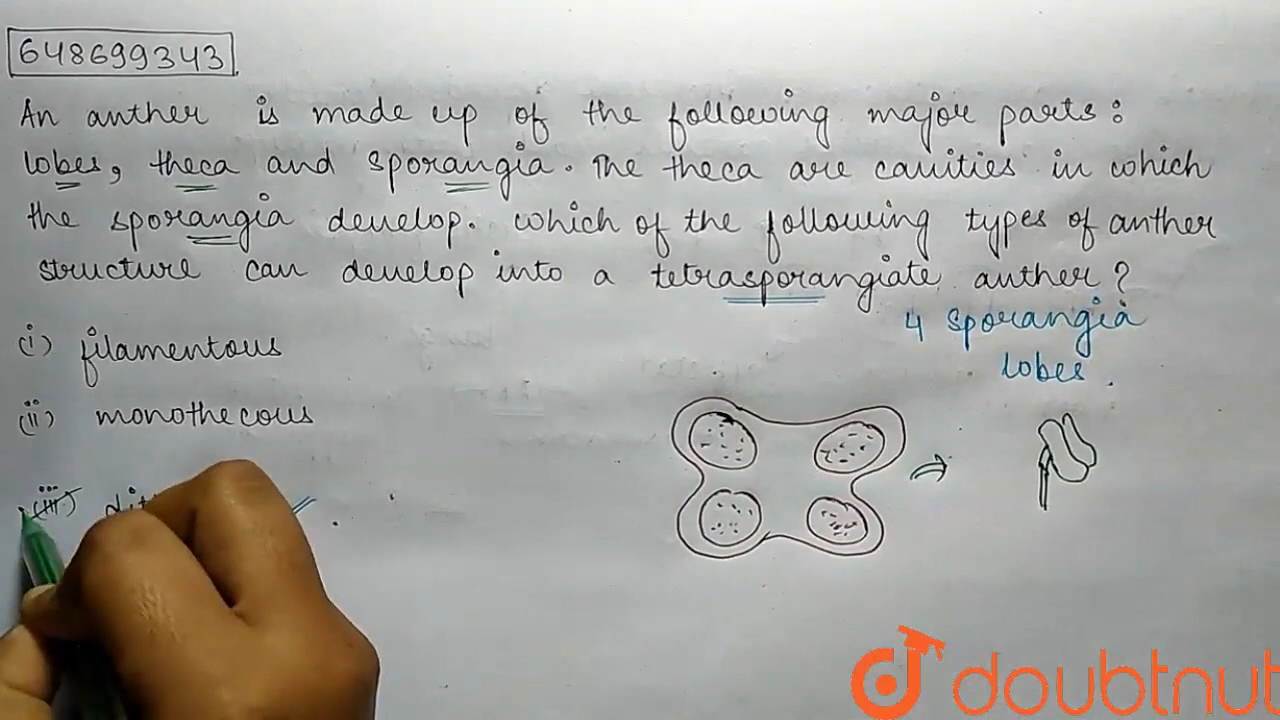 648699343
An anther is made up of the following major parts:
lobes, theca and sporangia. The theca are cavities in which
the sporangia develop. Which of the following types of anther
structure can develop into a tetrasporangiate anther?
4 sporangia
lobes.
(i) filamentous
(ii) monothecous
(iii)
doubtnut